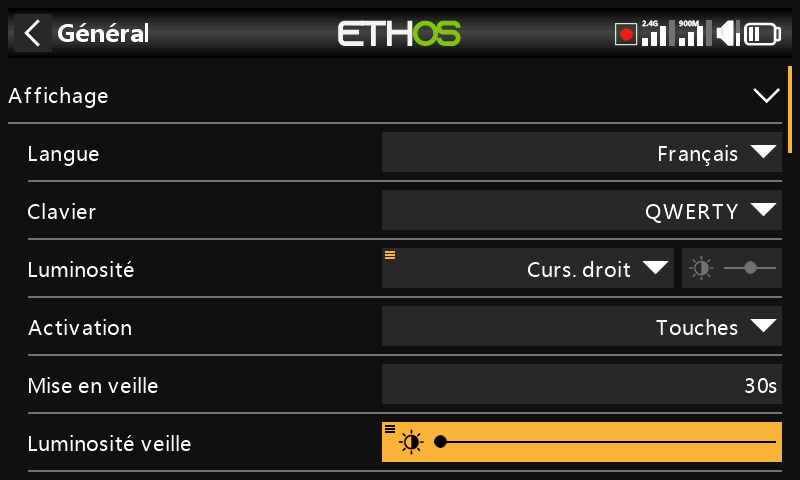 Général
ETHOS
2.4G
900M
Affichage
Langue
Français
Clavier
QWERTY
Luminosité
Curs. droit
Activation
Touches
Mise en veille
30s
Luminosité veille